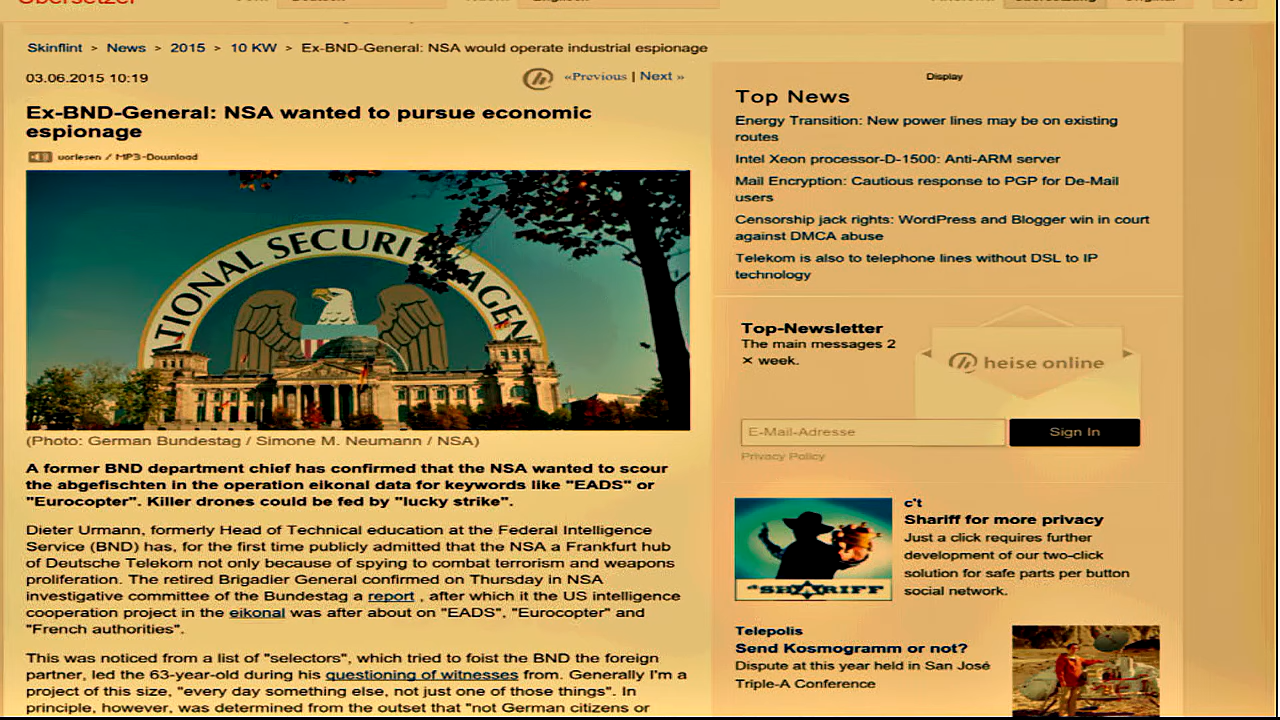 Übersetzer
Skinflint > News > 2015 > 10 KW > Ex-BND-General: NSA would operate industrial espionage
03.06.2015 10:19
«Previous | Next »
Ex-BND-General: NSA wanted to pursue economic
espionage
vorlesen / MP3-Download
TIONAL SECURI AGEN
(Photo: German Bundestag / Simone M. Neumann / NSA)
A former BND department chief has confirmed that the NSA wanted to scour
the abgefischten in the operation eikonal data for keywords like "EADS" or
"Eurocopter". Killer drones could be fed by "lucky strike".
Dieter Urmann, formerly Head of Technical education at the Federal Intelligence
Service (BND) has, for the first time publicly admitted that the NSA a Frankfurt hub
of Deutsche Telekom not only because of spying to combat terrorism and weapons
proliferation. The retired Brigadier General confirmed on Thursday in NSA
investigative committee of the Bundestag a report , after which it the US intelligence
cooperation project in the eikonal was after about on "EADS", "Eurocopter" and
"French authorities".
This was noticed from a list of "selectors", which tried to foist the BND the foreign
partner, led the 63-year-old during his questioning of witnesses from. Generally I'm a
project of this size, "every day something else, not just one of those things". In
principle, however, was determined from the outset that "not German citizens or
Display
Top News
Energy Transition: New power lines may be on existing
routes
Intel Xeon processor-D-1500: Anti-ARM server
Mail Encryption: Cautious response to PGP for De-Mail
users
Censorship jack rights: WordPress and Blogger win in court
against DMCA abuse
Telekom is also to telephone lines without DSL to IP
technology
Top-Newsletter
The main messages 2
× week.
heise online
E-Mail-Adresse
Sign In
Privacy Policy
c't
Shariff for more privacy
Just a click requires further
development of our two-click
solution for safe parts per button
social network.
SHARIFF
Telepolis
Send Kosmogramm or not?
Dispute at this year held in San José
Triple-A Conference